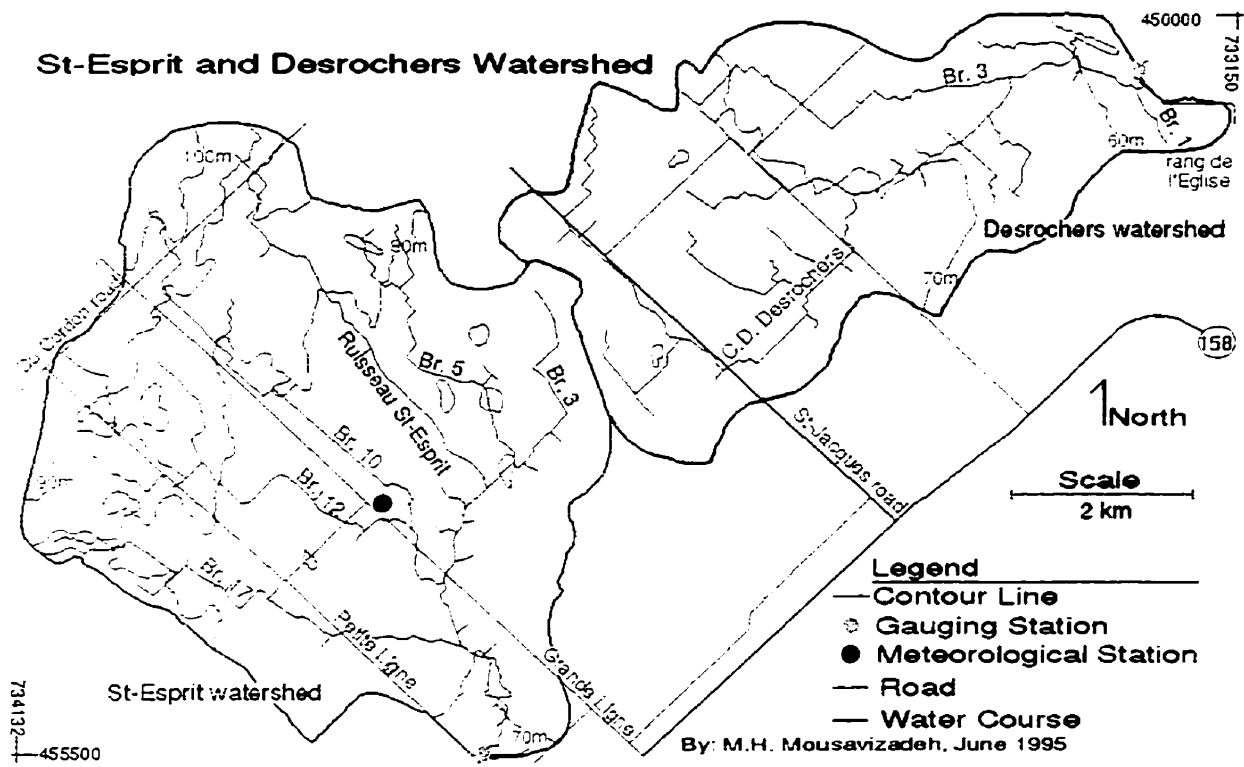 St-Esprit and Desrochers Watershed
450000
733150
Br. 3
Br. 1
60m
rang de
l'Eglise
100m
80m
Desrochers watershed
70m
C.D. Desrochers
158
Ruisseau St-Esprit
Br. 5
Br. 3
North
Br. 10
Br. 12
St-Jacques road
Scale
2 km
Br. 17
Petite Ligne
Grande Ligne
St-Esprit watershed
70m
734132
455500
Legend
Contour Line
Gauging Station
Meteorological Station
Road
Water Course
By: M.H. Mousavizadeh, June 1995